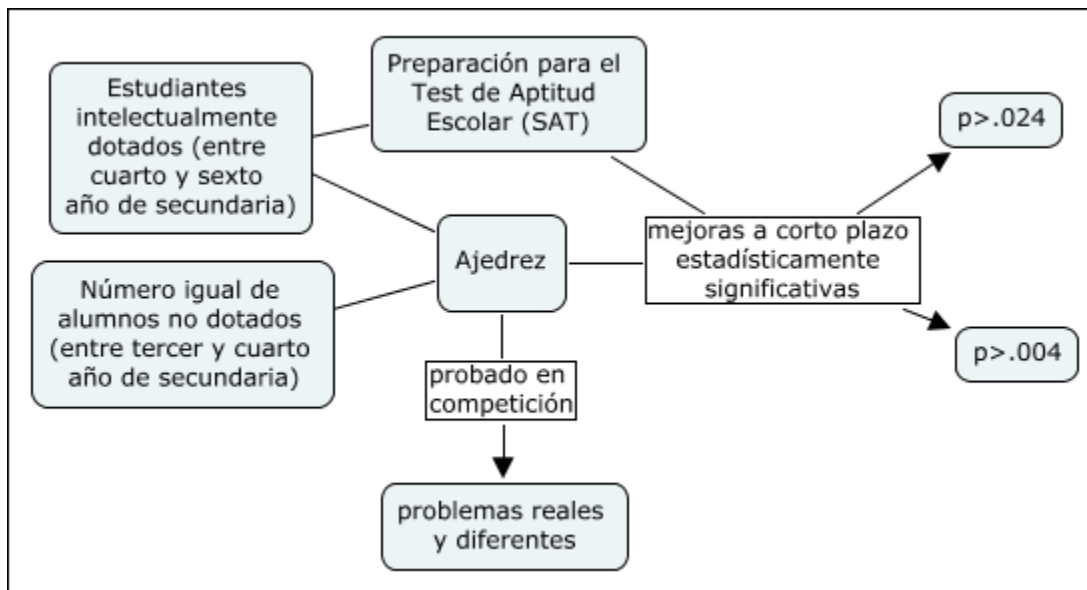 Estudiantes
intelectualmente
dotados (entre
cuarto y sexto
año de secundaria)
Preparación para el
Test de Aptitud
Escolar (SAT)
p>.024
Número igual de
alumnos no dotados
(entre tercer y cuarto
año de secundaria)
Ajedrez
mejoras a corto plazo
estadísticamente
significativas
p>.004
probado en
competición
problemas reales
y diferentes